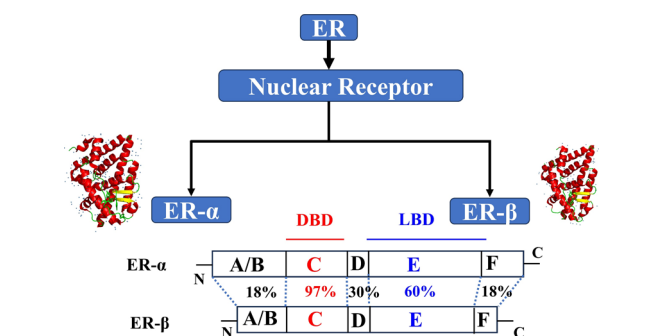 ER
Nuclear Receptor
ER-α
ER-β
DBD
LBD
ER-α
N
A/B
C
D
E
F
C
18%
97%
30%
60%
18%
ER-β
N
A/B
C
D
E
F
C